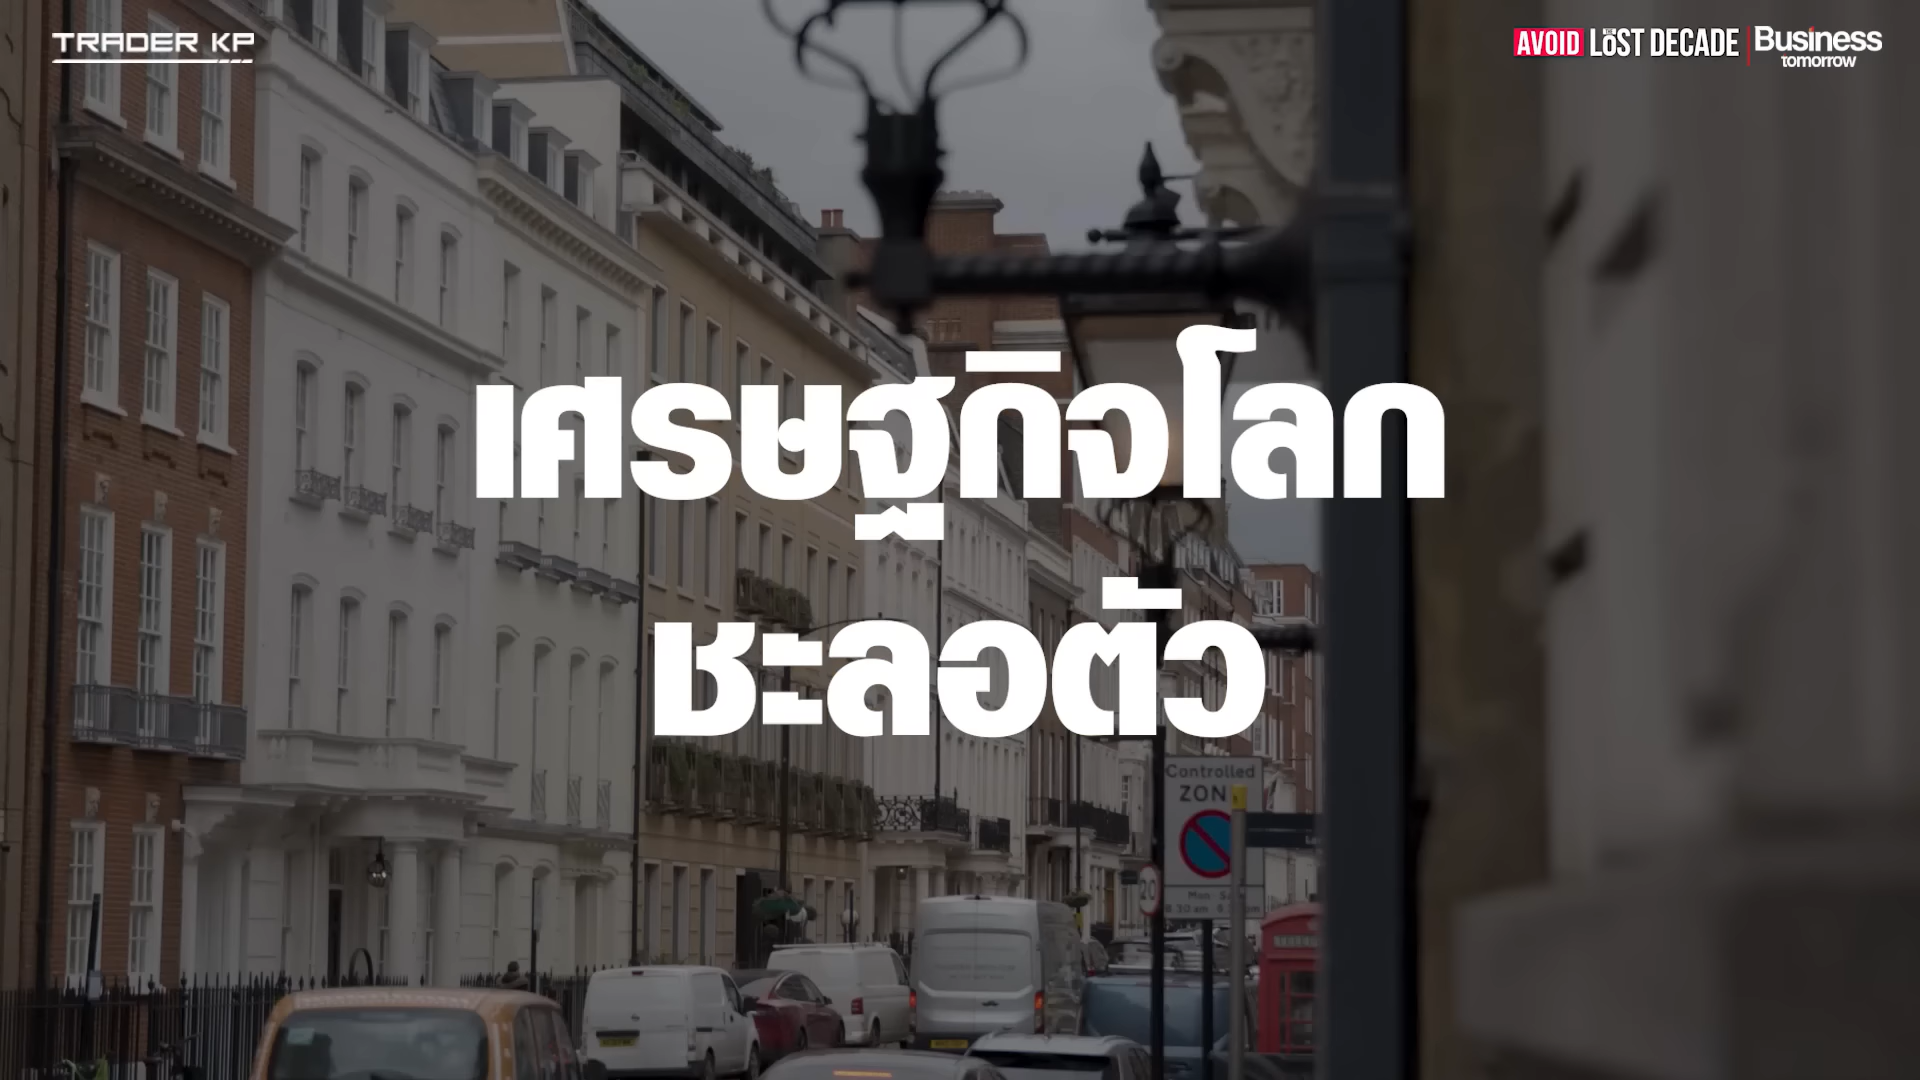 TRADER KP
AVOID LOST DECADE
Business
tomorrow
เศรษฐกิจโลก
ชะลอตัว
Controlled
ZON
20